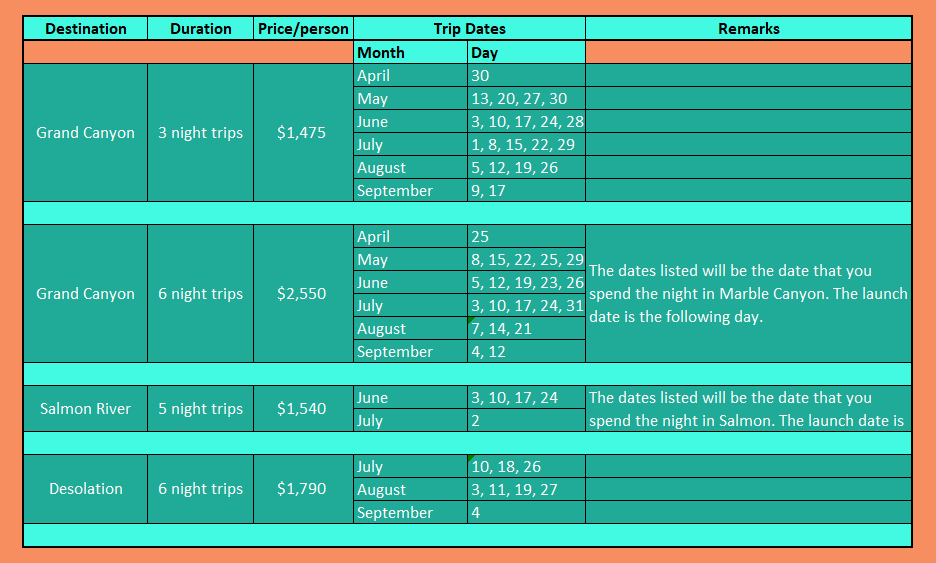 Destination Duration Price/person Trip Dates Remarks
Month Day
April 30
May 13, 20, 27, 30
June 3, 10, 17, 24, 28
Grand Canyon 3 night trips $1,475
July 1, 8, 15, 22, 29
August 5, 12, 19, 26
September 9, 17
April 25
May 8, 15, 22, 25, 29
The dates listed will be the date that you
June 5, 12, 19, 23, 26
Grand Canyon 6 night trips $2,550 spend the night in Marble Canyon. The launch
July 3, 10, 17, 24, 31
date is the following day.
August 7, 14, 21
September 4, 12
June 3, 10, 17, 24 The dates listed will be the date that you
Salmon River 5 night trips $1,540
July 2 spend the night in Salmon. The launch date is
July 10, 18, 26
Desolation 6 night trips $1,790 August 3, 11, 19, 27
September 4